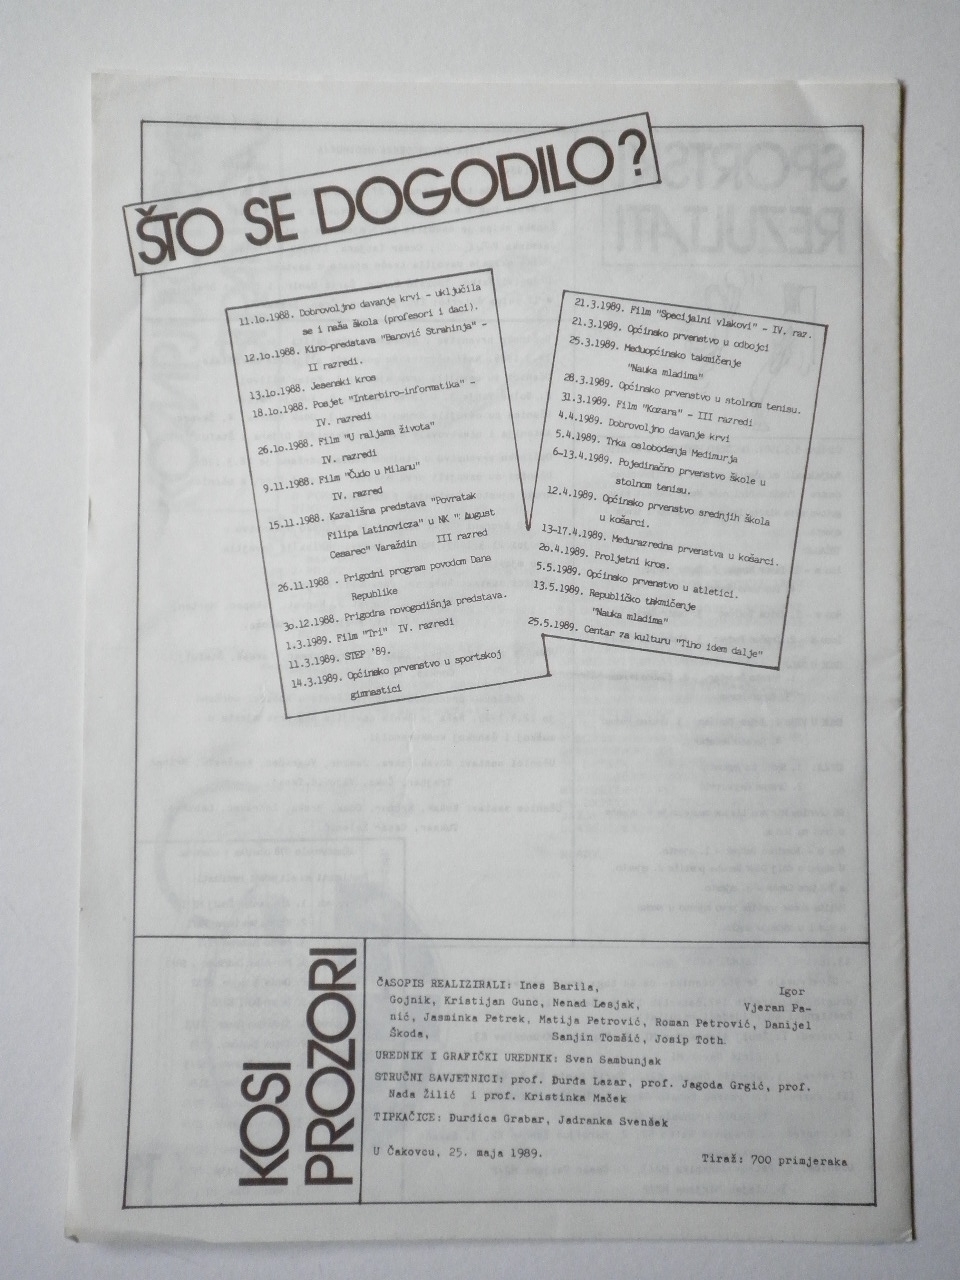 ŠTO SE DOGODILO?
11.1o.1988. Dobrovoljno davanje krvi - uključila
se i naša škola (profesori i đaci).
12.1o.1988. Kino-predstava "Banović Strahinja" -
II razredi.
13.1o.1988. Jesenski kros
18.1o.1988. Posjet "Interbiro-informatika" -
IV. razredi
26.1o.1988. Film "U raljama života"
IV. razredi
9.11.1988. Film "Čudo u Milanu"
IV. razred
15.11.1988. Kazališna predstava "Povratak
Filipa Latinovicza" u NK " August
Cesarec" Varaždin III razred
26.11.1988 . Prigodni program povodom Dana
Republike
3o.12.1988. Prigodna novogodišnja predstava.
1.3.1989. Film "Tri" IV. razredi
11.3.1989. STEP '89.
14.3.1989. Općinsko prvenstvo u sportskoj
gimnastici
21.3.1989. Film "Specijalni vlakovi" - IV. raz.
21.3.1989. Općinsko prvenstvo u odbojci
25.3.1989. Međuopćinsko takmičenje
"Nauka mladima"
28.3.1989. Općinsko prvenstvo u stolnom tenisu.
31.3.1989. Film "Kozara" - III razredi
4.4.1989. Dobrovoljno davanje krvi
5.4.1989. Trka oslobođenja Međimurja
6-13.4.1989. Pojedinačno prvenstvo škole u
stolnom tenisu.
12.4.1989. Općinsko prvenstvo srednjih škola
u košarci.
13-17.4.1989. Međurazredna prvenstva u košarci.
2o.4.1989. Proljetni kros.
5.5.1989. Općinsko prvenstvo u atletici.
13.5.1989. Republičko takmičenje
"Nauka mladima"
25.5.1989. Centar za kulturu "Tino idem dalje"
KOSI
PROZORI
ČASOPIS REALIZIRALI: Ines Barila, Igor
Gojnik, Kristijan Gunc, Nenad Lesjak, Vjeran Pa-
nić, Jasminka Petrek, Matija Petrović, Roman Petrović, Danijel
Škoda, Sanjin Tomšić, Josip Toth
UREDNIK I GRAFIČKI UREDNIK: Sven Sambunjak
STRUČNI SAVJETNICI: prof. Đurđa Lazar, prof. Jagoda Grgić, prof.
Nada Žilić i prof. Kristinka Maček
TIPKAČICE: Đurđica Grabar, Jadranka Svenšek
U Čakovcu, 25. maja 1989.
Tiraž: 700 primjeraka